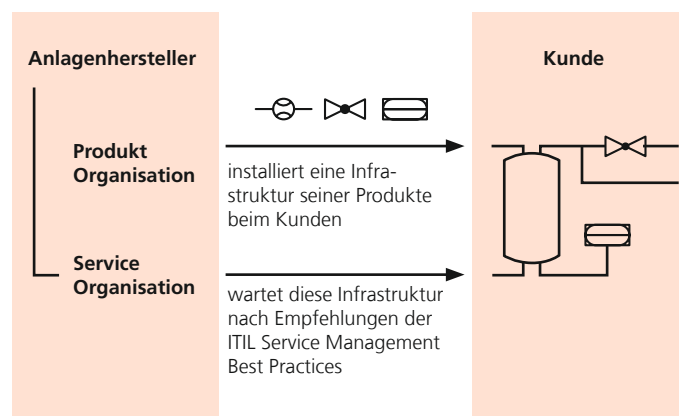 Anlagenhersteller
Kunde
Produkt
Organisation
installiert eine Infra-
struktur seiner Produkte
beim Kunden
Service
Organisation
wartet diese Infrastruktur
nach Empfehlungen der
ITIL Service Management
Best Practices